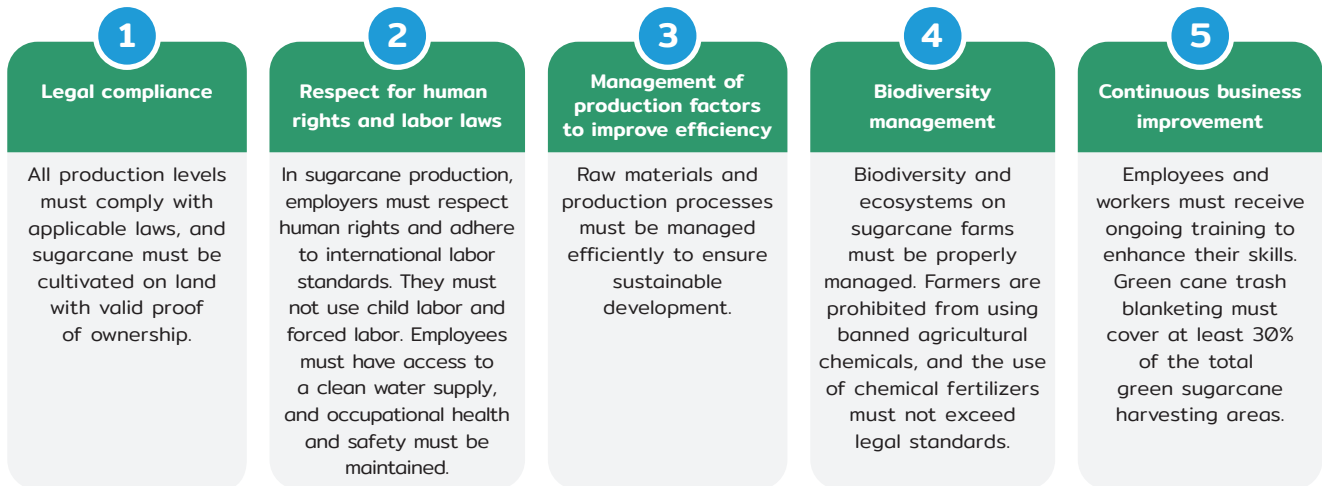 1
Legal compliance
All production levels
must comply with
applicable laws, and
sugarcane must be
cultivated on land
with valid proof
of ownership.
2
Respect for human
rights and labor laws
In sugarcane production,
employers must respect
human rights and adhere
to international labor
standards. They must
not use child labor and
forced labor. Employees
must have access to
a clean water supply,
and occupational health
and safety must be
maintained.
3
Management of
production factors
to improve efficiency
Raw materials and
production processes
must be managed
efficiently to ensure
sustainable
development.
4
Biodiversity
management
Biodiversity and
ecosystems on
sugarcane farms
must be properly
managed. Farmers are
prohibited from using
banned agricultural
chemicals, and the use
of chemical fertilizers
must not exceed
legal standards.
5
Continuous business
improvement
Employees and
workers must receive
ongoing training to
enhance their skills.
Green cane trash
blanketing must
cover at least 30%
of the total
green sugarcane
harvesting areas.